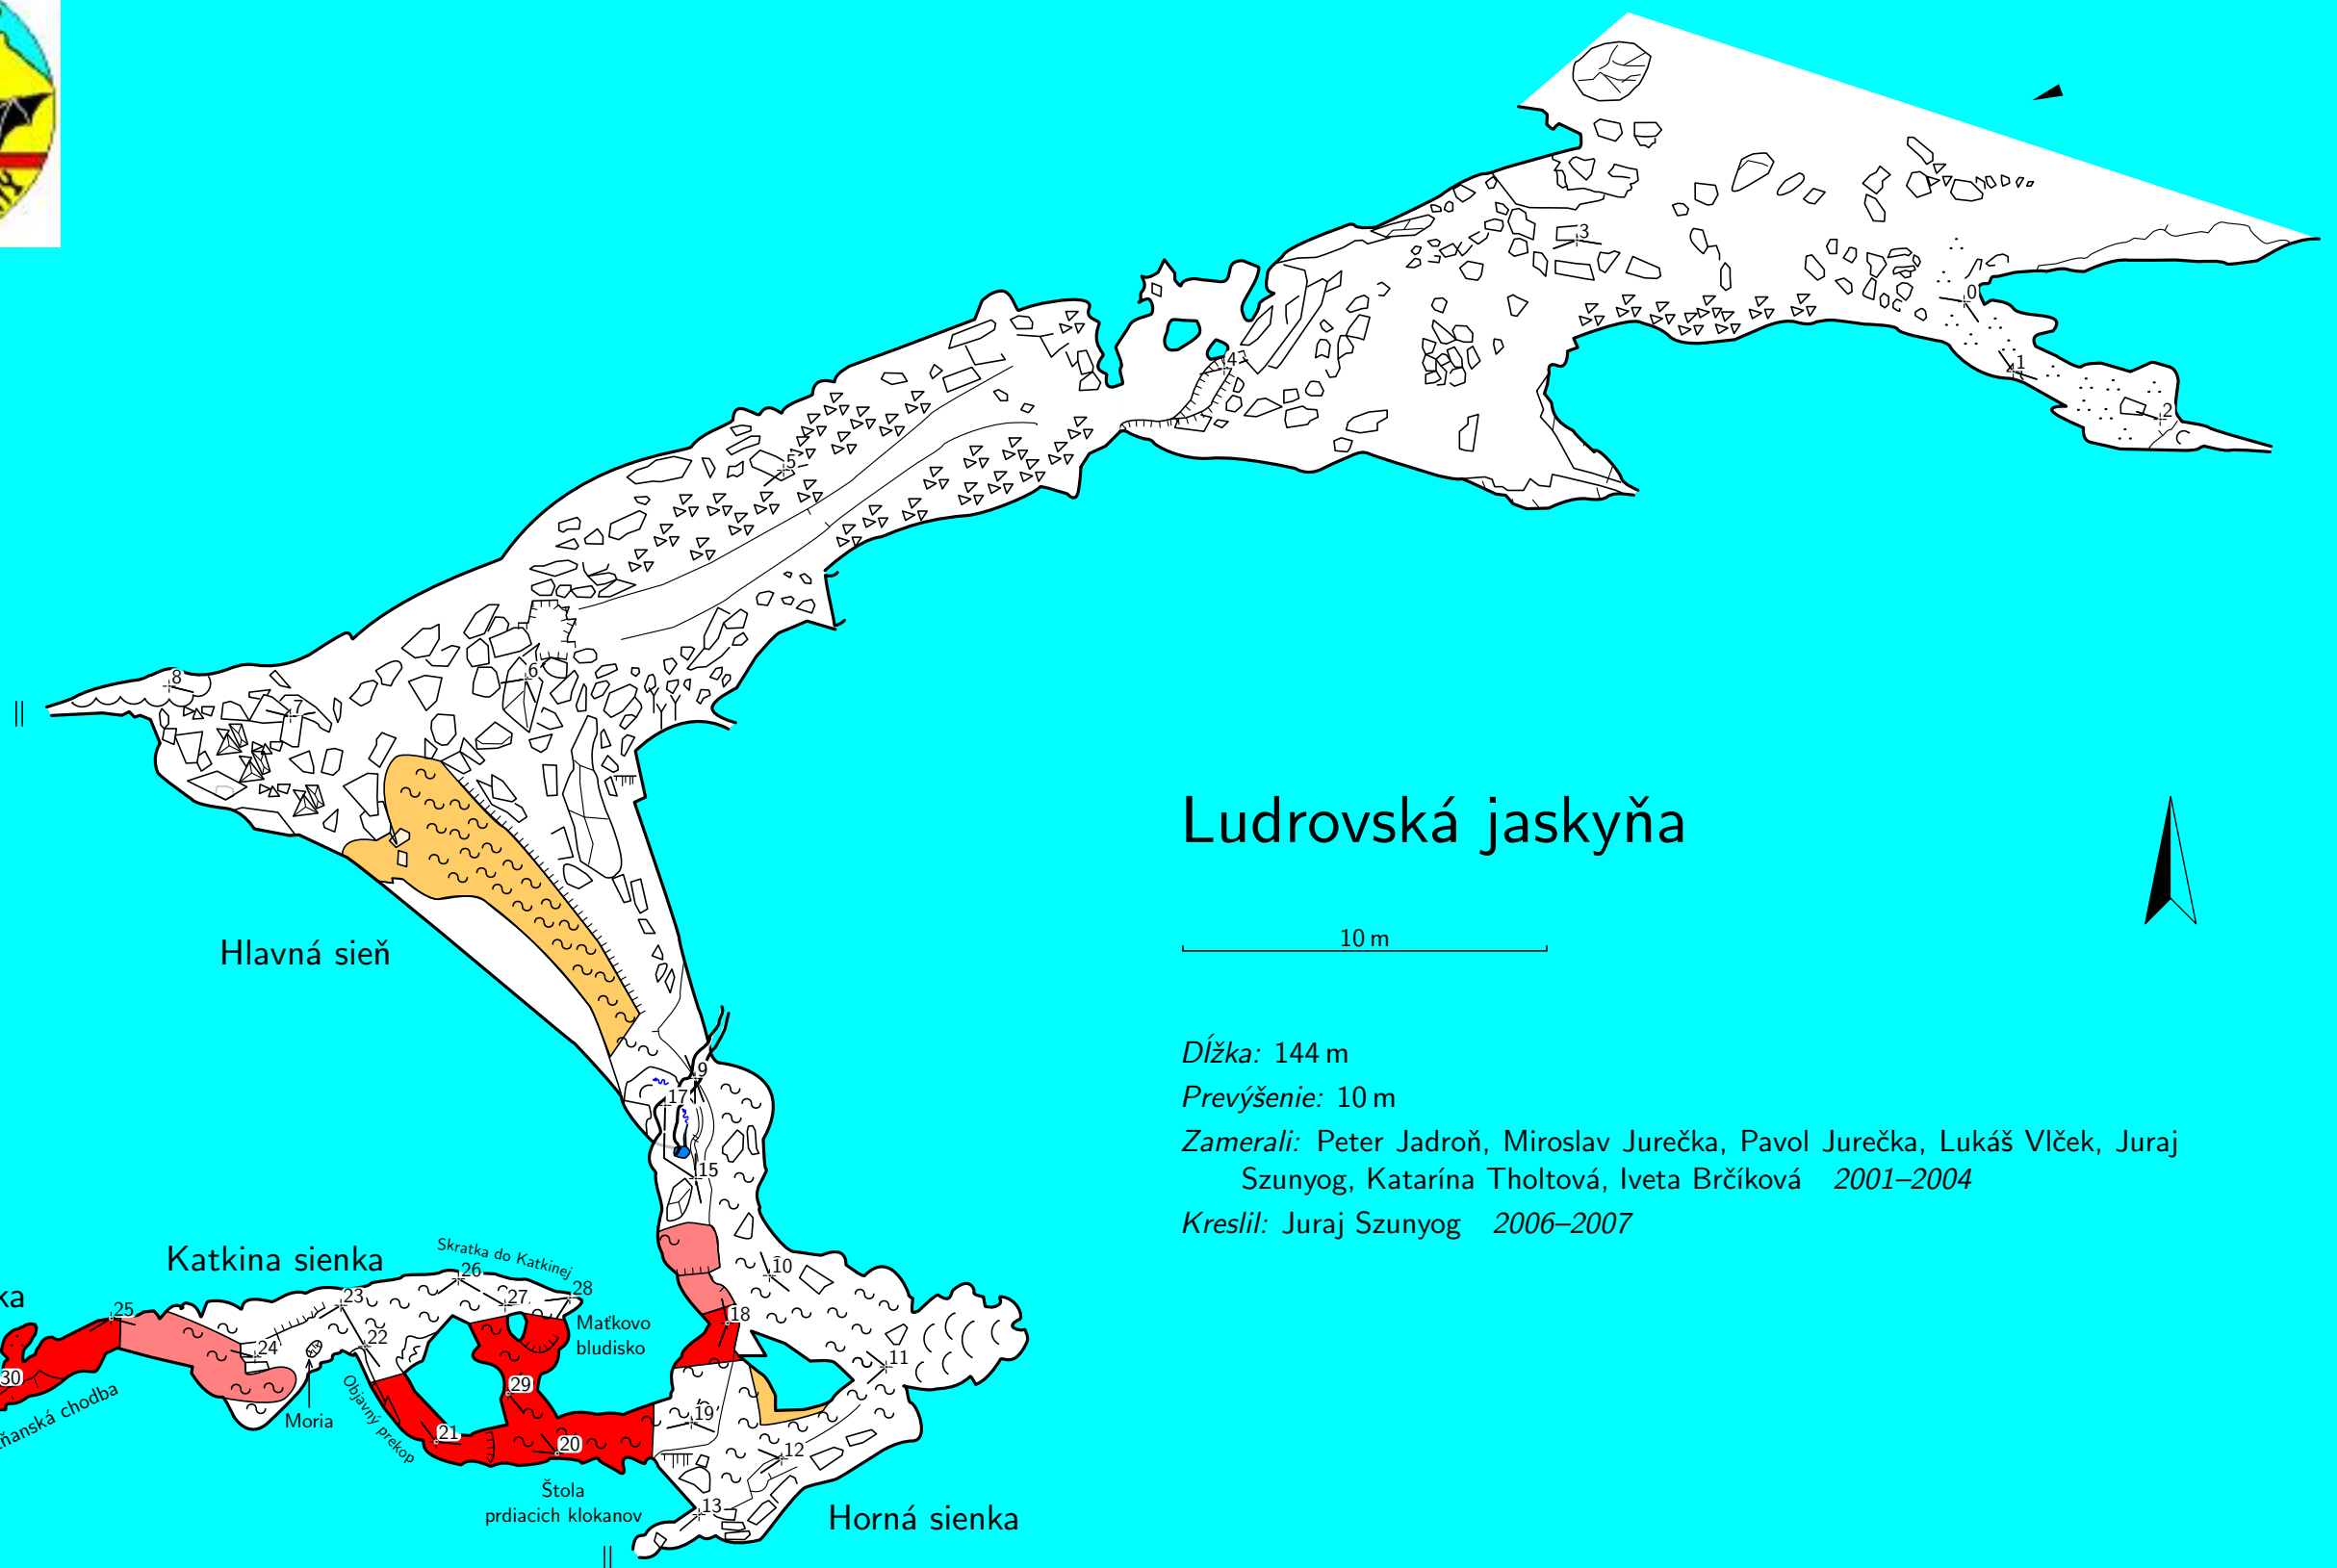 3
0
1
2
4
5
6
8
7
Ludrovská jaskyňa
10 m
Hlavná sieň
Dĺžka: 144 m
Prevýšenie: 10 m
Zamerali: Peter Jadroň, Miroslav Jurečka, Pavol Jurečka, Lukáš Vlček, Juraj
Szunyog, Katarína Tholtová, Iveta Brčíková 2001–2004
Kreslil: Juraj Szunyog 2006–2007
9
17
15
Katkina sienka
Skratka do Katkinej
10
26
28
23
27
ka
25
18
Maťkovo
bludisko
22
24
11
30
29
Objavný prekop
chodba
Moria
19
21
20
12
Štola
prdiacich klokanov
13
Horná sienka